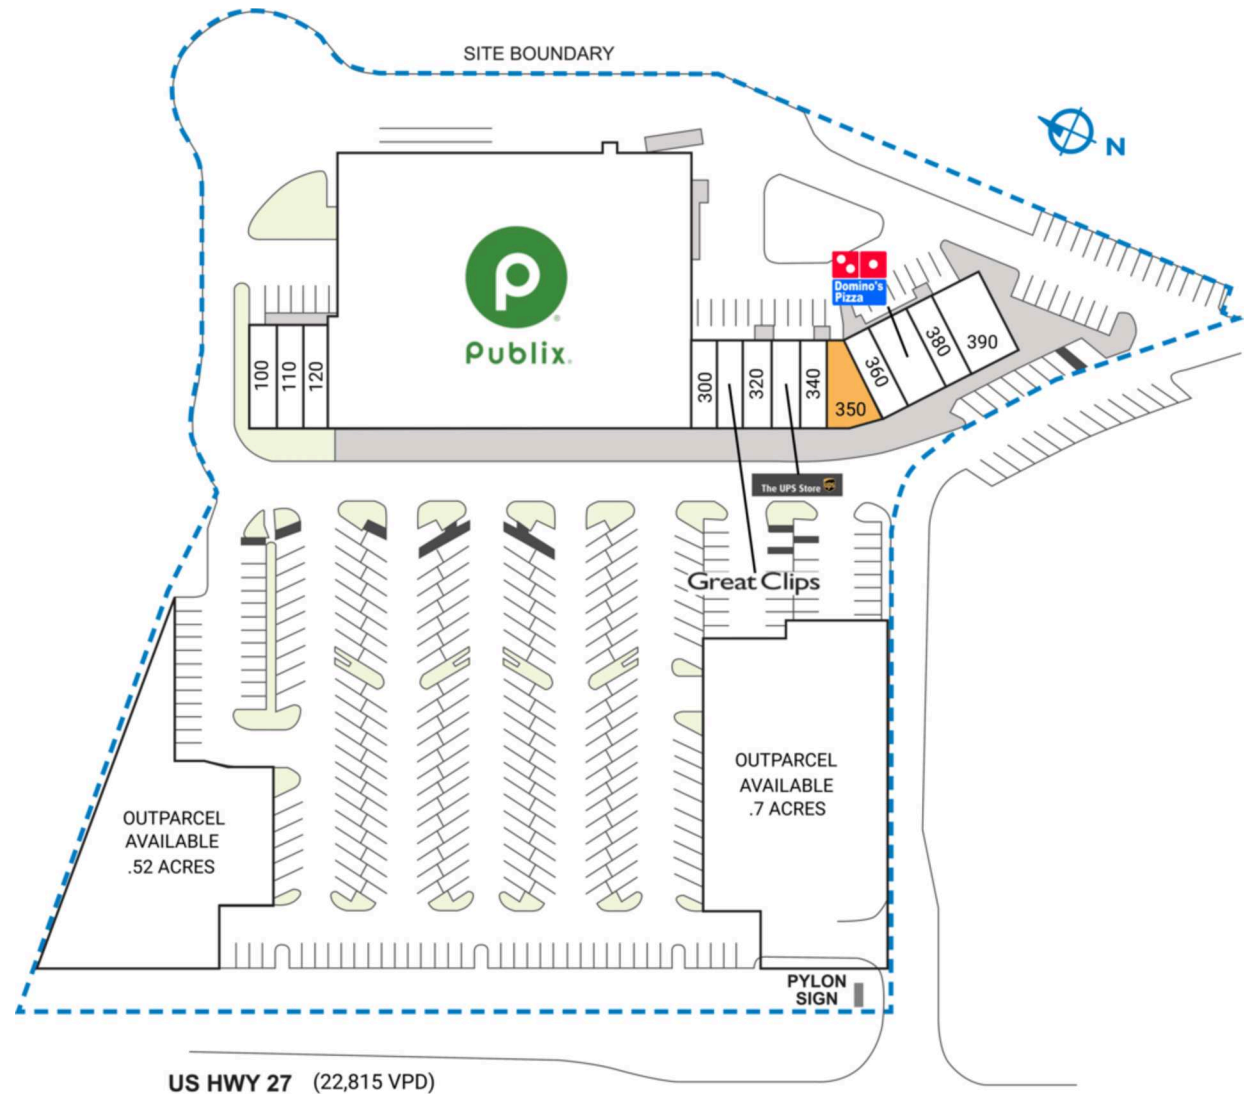 SITE BOUNDARY
N
Publix.
Domino's
Pizza
100
110
120
300
320
340
350
360
380
390
The UPS Store
ups
Great Clips
OUTPARCEL
AVAILABLE
.7 ACRES
OUTPARCEL
AVAILABLE
.52 ACRES
PYLON
SIGN
US HWY 27 (22,815 VPD)